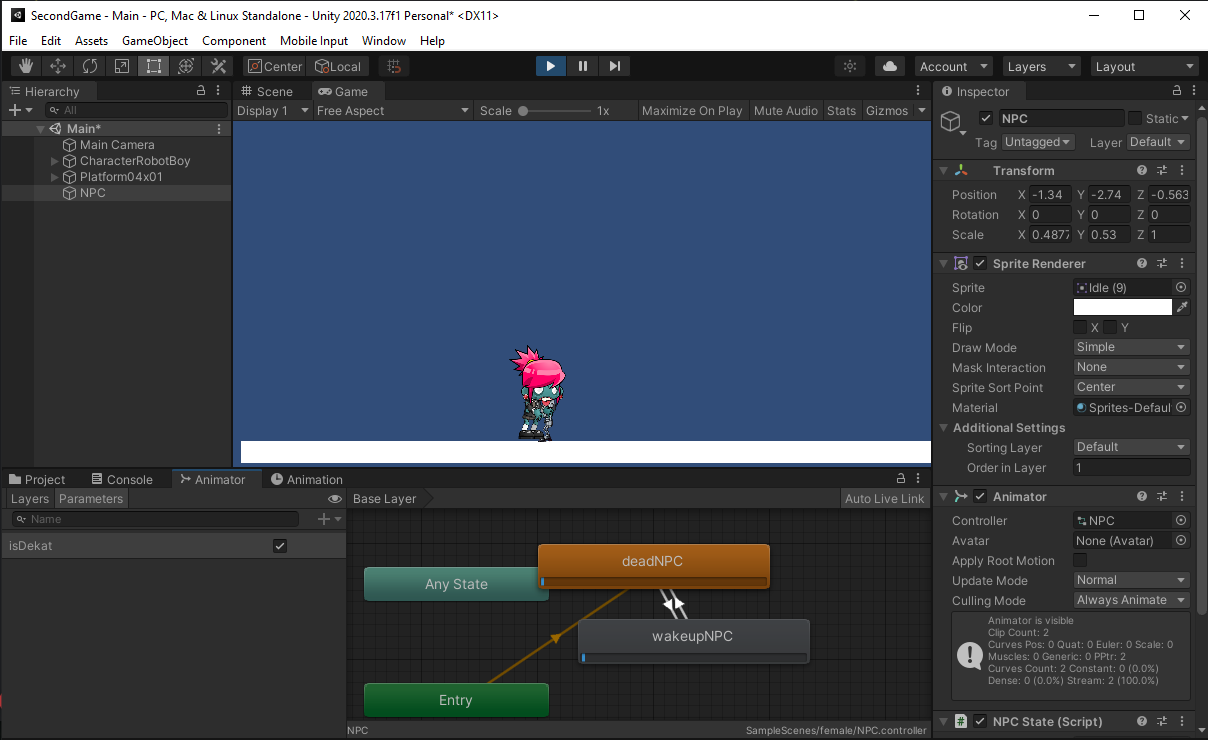 SecondGame - Main - PC, Mac & Linux Standalone - Unity 2020.3.17f1 Personal* <DX11>
File Edit Assets GameObject Component Mobile Input Window Help
Center Local Account Layers Layout
Hierarchy
All
Main*
Main Camera
CharacterRobotBoy
Platform04x01
NPC
Scene Game
Display 1 Free Aspect Scale 1x Maximize On Play Mute Audio Stats Gizmos
Project Console Animator Animation
Layers Parameters Base Layer Auto Live Link
Name
isDekat
deadNPC
Any State
wakeupNPC
Entry
NPC SampleScenes/female/NPC.controller
Inspector
NPC Static
Tag Untagged Layer Default
Transform
Position X -1.34 Y -2.74 Z -0.563
Rotation X 0 Y 0 Z 0
Scale X 0.4877 Y 0.53 Z 1
Sprite Renderer
Sprite Idle (9)
Color
Flip X Y
Draw Mode Simple
Mask Interaction None
Sprite Sort Point Center
Material Sprites-Defaul
Additional Settings
Sorting Layer Default
Order in Layer 1
Animator
Controller NPC
Avatar None (Avatar)
Apply Root Motion
Update Mode Normal
Culling Mode Always Animate
Animator is visible
Clip Count: 2
Curves Pos: 0 Quat: 0 Euler: 0 Scale: 0
Muscles: 0 Generic: 0 PPtr: 2
Curves Count: 2 Constant: 0 (0.0%)
Dense: 0 (0.0%) Stream: 2 (100.0%)
# NPC State (Script)